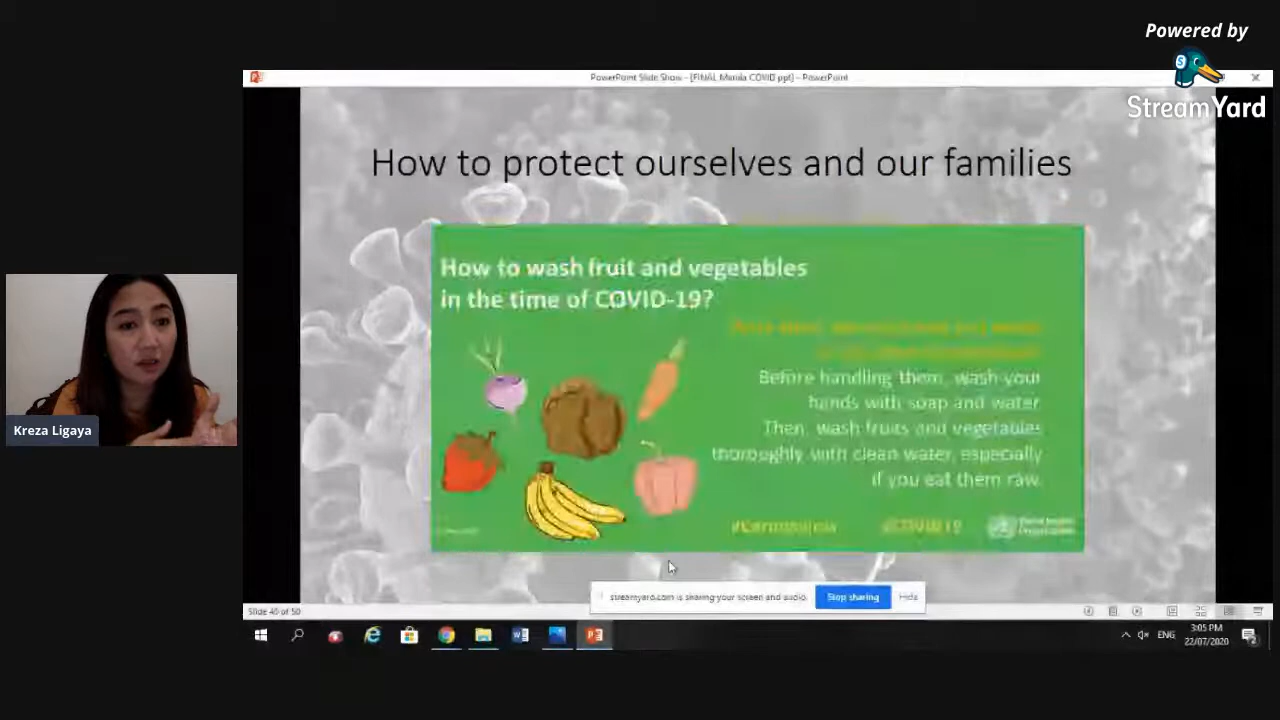 Powered by
StreamYard
PowerPoint Slide Show - [FINAL Manila COVID ppt] - PowerPoint
How to protect ourselves and our families
How to wash fruit and vegetables
in the time of COVID-19?
Before handling them, wash your
hands with soap and water.
Then, wash fruits and vegetables
thoroughly with clean water, especially
if you eat them raw.
#Coronavirus #COVID19
World Health
Organization
Kreza Ligaya
streamyard.com is sharing your screen and audio.
Stop sharing
Hide
Slide 40 of 50
ENG
3:05 PM
22/07/2020